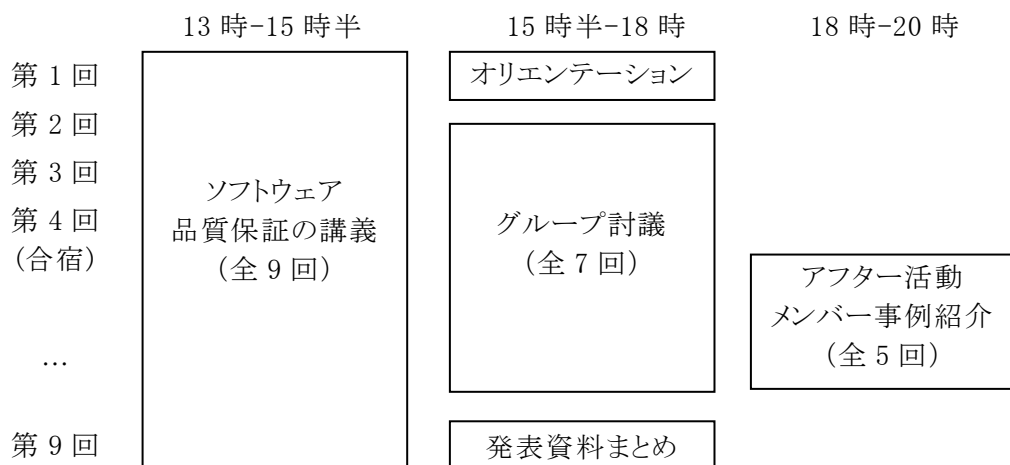 13時-15時半 15時半-18時 18時-20時
第1回
オリエンテーション
第2回
第3回
第4回
(合宿)
ソフトウェア
品質保証の講義
(全9回)
グループ討議
(全7回)
アフター活動
メンバー事例紹介
(全5回)
…
第9回
発表資料まとめ